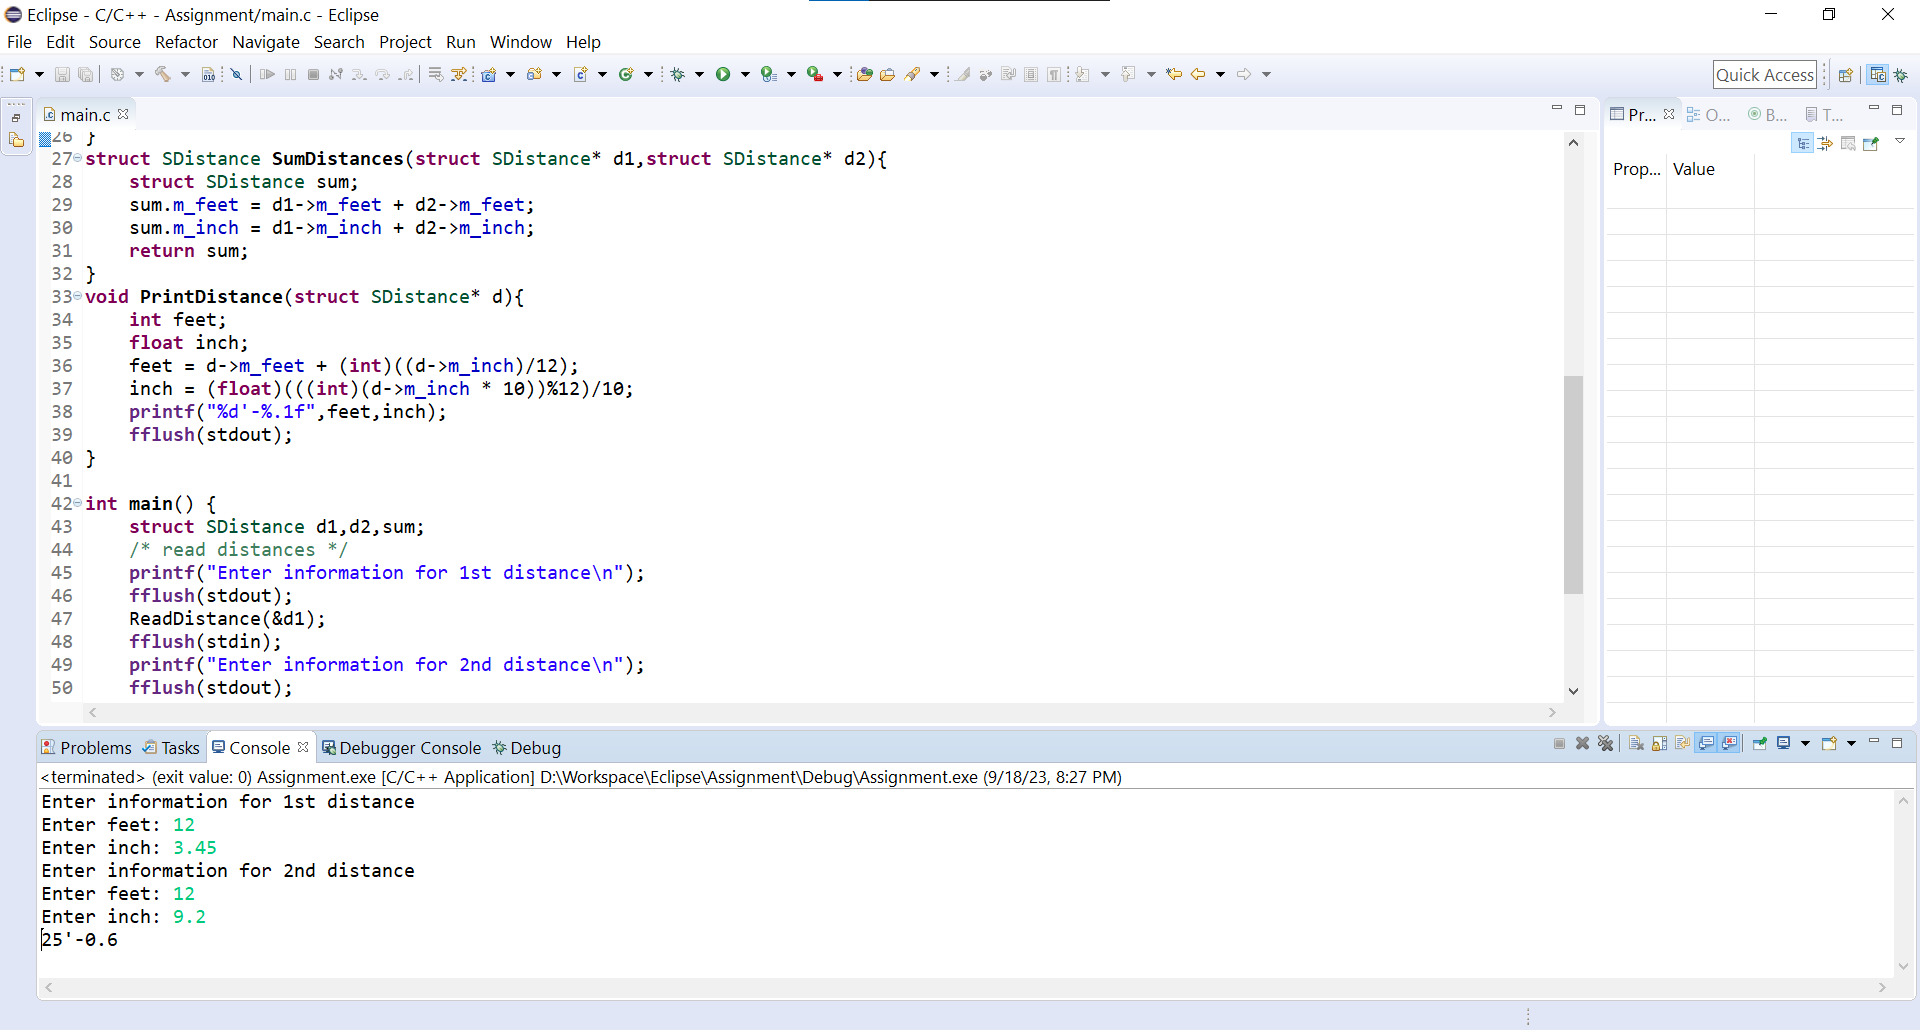 Eclipse - C/C++ - Assignment/main.c - Eclipse
File Edit Source Refactor Navigate Search Project Run Window Help
Quick Access
main.c
Pr... O... B... T...
Prop... Value
26 }
27 struct SDistance SumDistances(struct SDistance* d1,struct SDistance* d2){
28     struct SDistance sum;
29     sum.m_feet = d1->m_feet + d2->m_feet;
30     sum.m_inch = d1->m_inch + d2->m_inch;
31     return sum;
32 }
33 void PrintDistance(struct SDistance* d){
34     int feet;
35     float inch;
36     feet = d->m_feet + (int)((d->m_inch)/12);
37     inch = (float)(((int)(d->m_inch * 10))%12)/10;
38     printf("%d'-%.1f",feet,inch);
39     fflush(stdout);
40 }
41
42 int main() {
43     struct SDistance d1,d2,sum;
44     /* read distances */
45     printf("Enter information for 1st distance\n");
46     fflush(stdout);
47     ReadDistance(&d1);
48     fflush(stdin);
49     printf("Enter information for 2nd distance\n");
50     fflush(stdout);
Problems Tasks Console Debugger Console Debug
<terminated> (exit value: 0) Assignment.exe [C/C++ Application] D:\Workspace\Eclipse\Assignment\Debug\Assignment.exe (9/18/23, 8:27 PM)
Enter information for 1st distance
Enter feet: 12
Enter inch: 3.45
Enter information for 2nd distance
Enter feet: 12
Enter inch: 9.2
25'-0.6